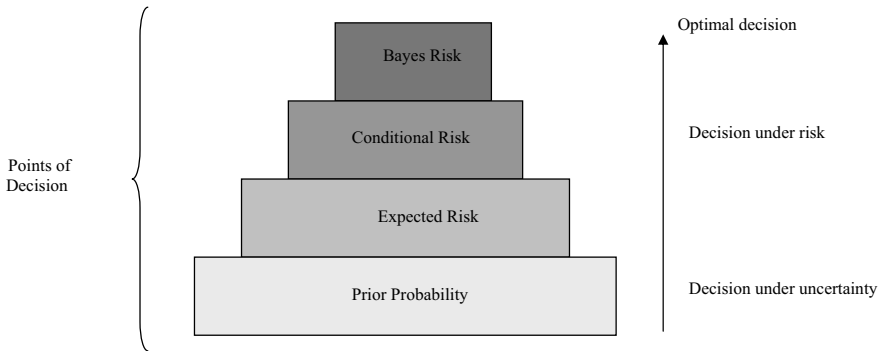 Optimal decision
Bayes Risk
Conditional Risk
Decision under risk
Points of
Decision
Expected Risk
Prior Probability
Decision under uncertainty